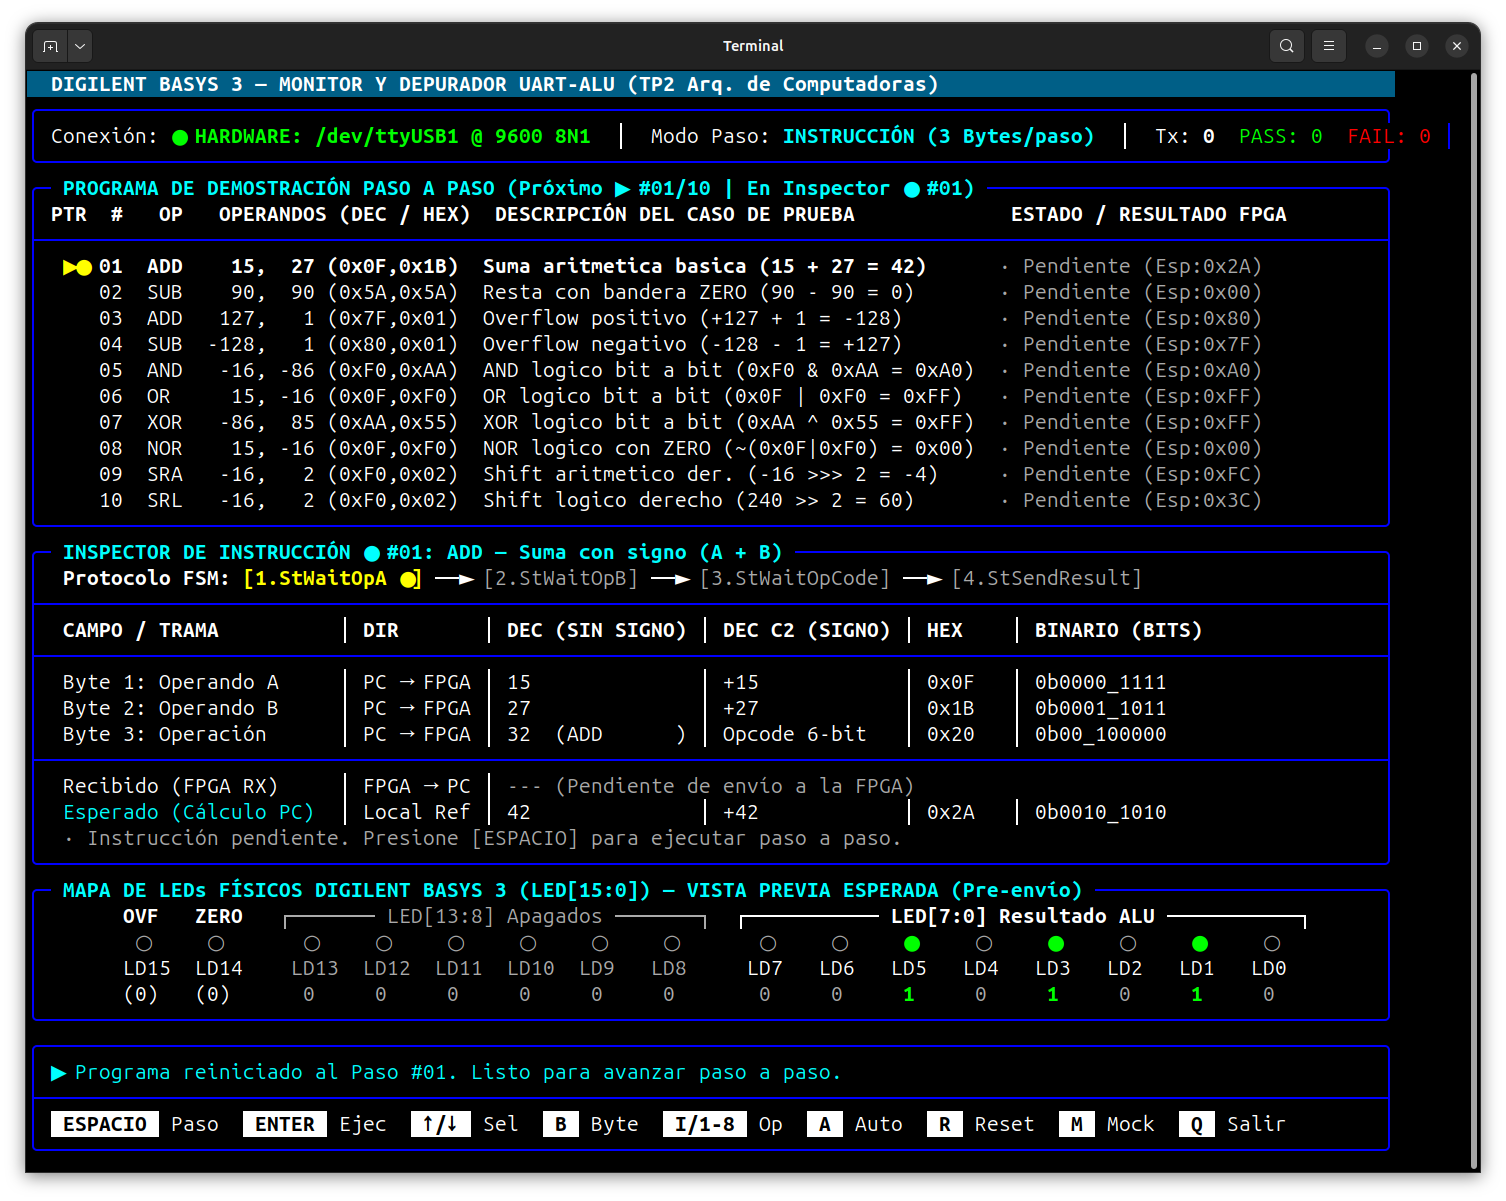 Terminal
DIGILENT BASYS 3 — MONITOR Y DEPURADOR UART-ALU (TP2 Arq. de Computadoras)
Conexión: ● HARDWARE: /dev/ttyUSB1 @ 9600 8N1 │ Modo Paso: INSTRUCCIÓN (3 Bytes/paso) │ Tx: 0 PASS: 0 FAIL: 0
PROGRAMA DE DEMOSTRACIÓN PASO A PASO (Próximo ▶ #01/10 | En Inspector ● #01)
PTR # OP OPERANDOS (DEC / HEX) DESCRIPCIÓN DEL CASO DE PRUEBA ESTADO / RESULTADO FPGA
▶● 01 ADD 15, 27 (0x0F,0x1B) Suma aritmetica basica (15 + 27 = 42) · Pendiente (Esp:0x2A)
02 SUB 90, 90 (0x5A,0x5A) Resta con bandera ZERO (90 - 90 = 0) · Pendiente (Esp:0x00)
03 ADD 127, 1 (0x7F,0x01) Overflow positivo (+127 + 1 = -128) · Pendiente (Esp:0x80)
04 SUB -128, 1 (0x80,0x01) Overflow negativo (-128 - 1 = +127) · Pendiente (Esp:0x7F)
05 AND -16, -86 (0xF0,0xAA) AND logico bit a bit (0xF0 & 0xAA = 0xA0) · Pendiente (Esp:0xA0)
06 OR 15, -16 (0x0F,0xF0) OR logico bit a bit (0x0F | 0xF0 = 0xFF) · Pendiente (Esp:0xFF)
07 XOR -86, 85 (0xAA,0x55) XOR logico bit a bit (0xAA ^ 0x55 = 0xFF) · Pendiente (Esp:0xFF)
08 NOR 15, -16 (0x0F,0xF0) NOR logico con ZERO (~(0x0F|0xF0) = 0x00) · Pendiente (Esp:0x00)
09 SRA -16, 2 (0xF0,0x02) Shift aritmetico der. (-16 >>> 2 = -4) · Pendiente (Esp:0xFC)
10 SRL -16, 2 (0xF0,0x02) Shift logico derecho (240 >> 2 = 60) · Pendiente (Esp:0x3C)
INSPECTOR DE INSTRUCCIÓN ● #01: ADD — Suma con signo (A + B)
Protocolo FSM: [1.StWaitOpA ●] ──► [2.StWaitOpB] ──► [3.StWaitOpCode] ──► [4.StSendResult]
CAMPO / TRAMA │ DIR │ DEC (SIN SIGNO) │ DEC C2 (SIGNO) │ HEX │ BINARIO (BITS)
Byte 1: Operando A │ PC → FPGA │ 15 │ +15 │ 0x0F │ 0b0000_1111
Byte 2: Operando B │ PC → FPGA │ 27 │ +27 │ 0x1B │ 0b0001_1011
Byte 3: Operación │ PC → FPGA │ 32 (ADD ) │ Opcode 6-bit │ 0x20 │ 0b00_100000
Recibido (FPGA RX) │ FPGA → PC │ --- (Pendiente de envío a la FPGA)
Esperado (Cálculo PC) │ Local Ref │ 42 │ +42 │ 0x2A │ 0b0010_1010
· Instrucción pendiente. Presione [ESPACIO] para ejecutar paso a paso.
MAPA DE LEDs FÍSICOS DIGILENT BASYS 3 (LED[15:0]) — VISTA PREVIA ESPERADA (Pre-envío)
OVF ZERO LED[13:8] Apagados LED[7:0] Resultado ALU
○ ○ ○ ○ ○ ○ ○ ○ ○ ○ ● ○ ● ○ ● ○
LD15 LD14 LD13 LD12 LD11 LD10 LD9 LD8 LD7 LD6 LD5 LD4 LD3 LD2 LD1 LD0
(0) (0) 0 0 0 0 0 0 0 0 1 0 1 0 1 0
▶ Programa reiniciado al Paso #01. Listo para avanzar paso a paso.
ESPACIO Paso ENTER Ejec ↑/↓ Sel B Byte I/1-8 Op A Auto R Reset M Mock Q Salir